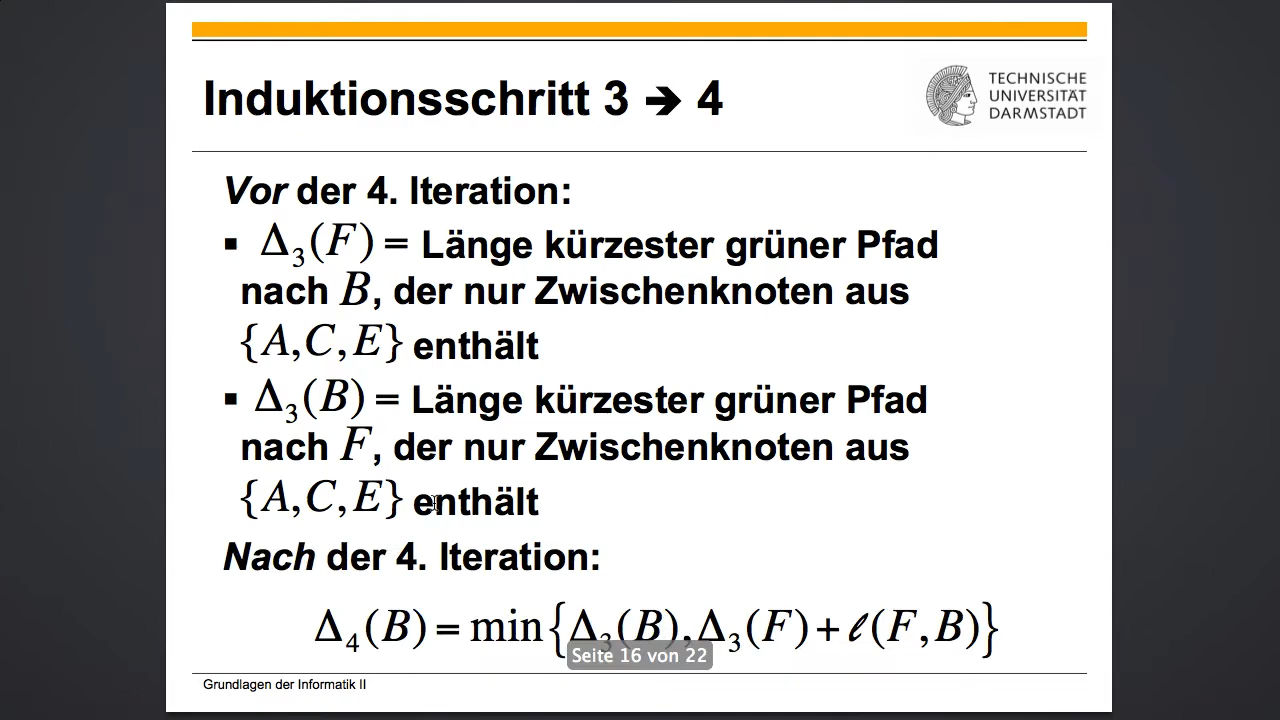 Induktionsschritt 3 → 4
TECHNISCHE
UNIVERSITÄT
DARMSTADT
Vor der 4. Iteration:
▪ Δ₃(F) = Länge kürzester grüner Pfad
nach B, der nur Zwischenknoten aus
{A,C,E} enthält
▪ Δ₃(B) = Länge kürzester grüner Pfad
nach F, der nur Zwischenknoten aus
{A,C,E} enthält
Nach der 4. Iteration:
Δ₄(B) = min{Δ₃(B),Δ₃(F)+ℓ(F,B)}
Seite 16 von 22
Grundlagen der Informatik II